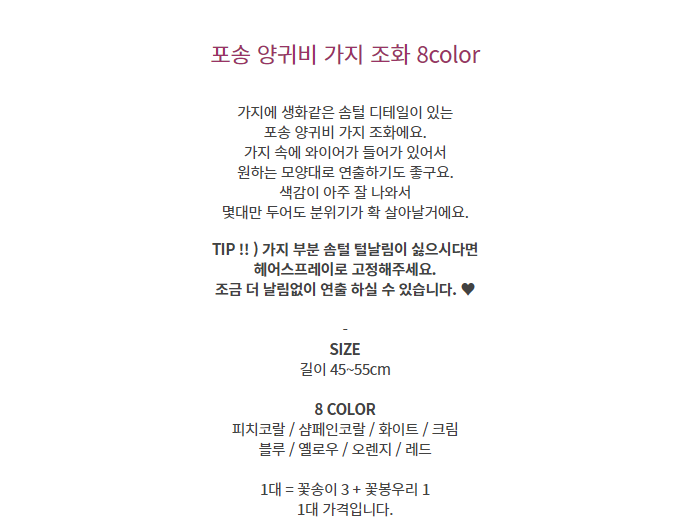 포송 양귀비 가지 조화 8color
가지에 생화같은 솜털 디테일이 있는
포송 양귀비 가지 조화에요.
가지 속에 와이어가 들어가 있어서
원하는 모양대로 연출하기도 좋구요.
색감이 아주 잘 나와서
몇대만 두어도 분위기가 확 살아날거에요.
TIP !! ) 가지 부분 솜털 털날림이 싫으시다면
헤어스프레이로 고정해주세요.
조금 더 날림없이 연출 하실 수 있습니다. ♥
-
SIZE
길이 45~55cm
8 COLOR
피치코랄 / 샴페인코랄 / 화이트 / 크림
블루 / 옐로우 / 오렌지 / 레드
1대 = 꽃송이 3 + 꽃봉우리 1
1대 가격입니다.